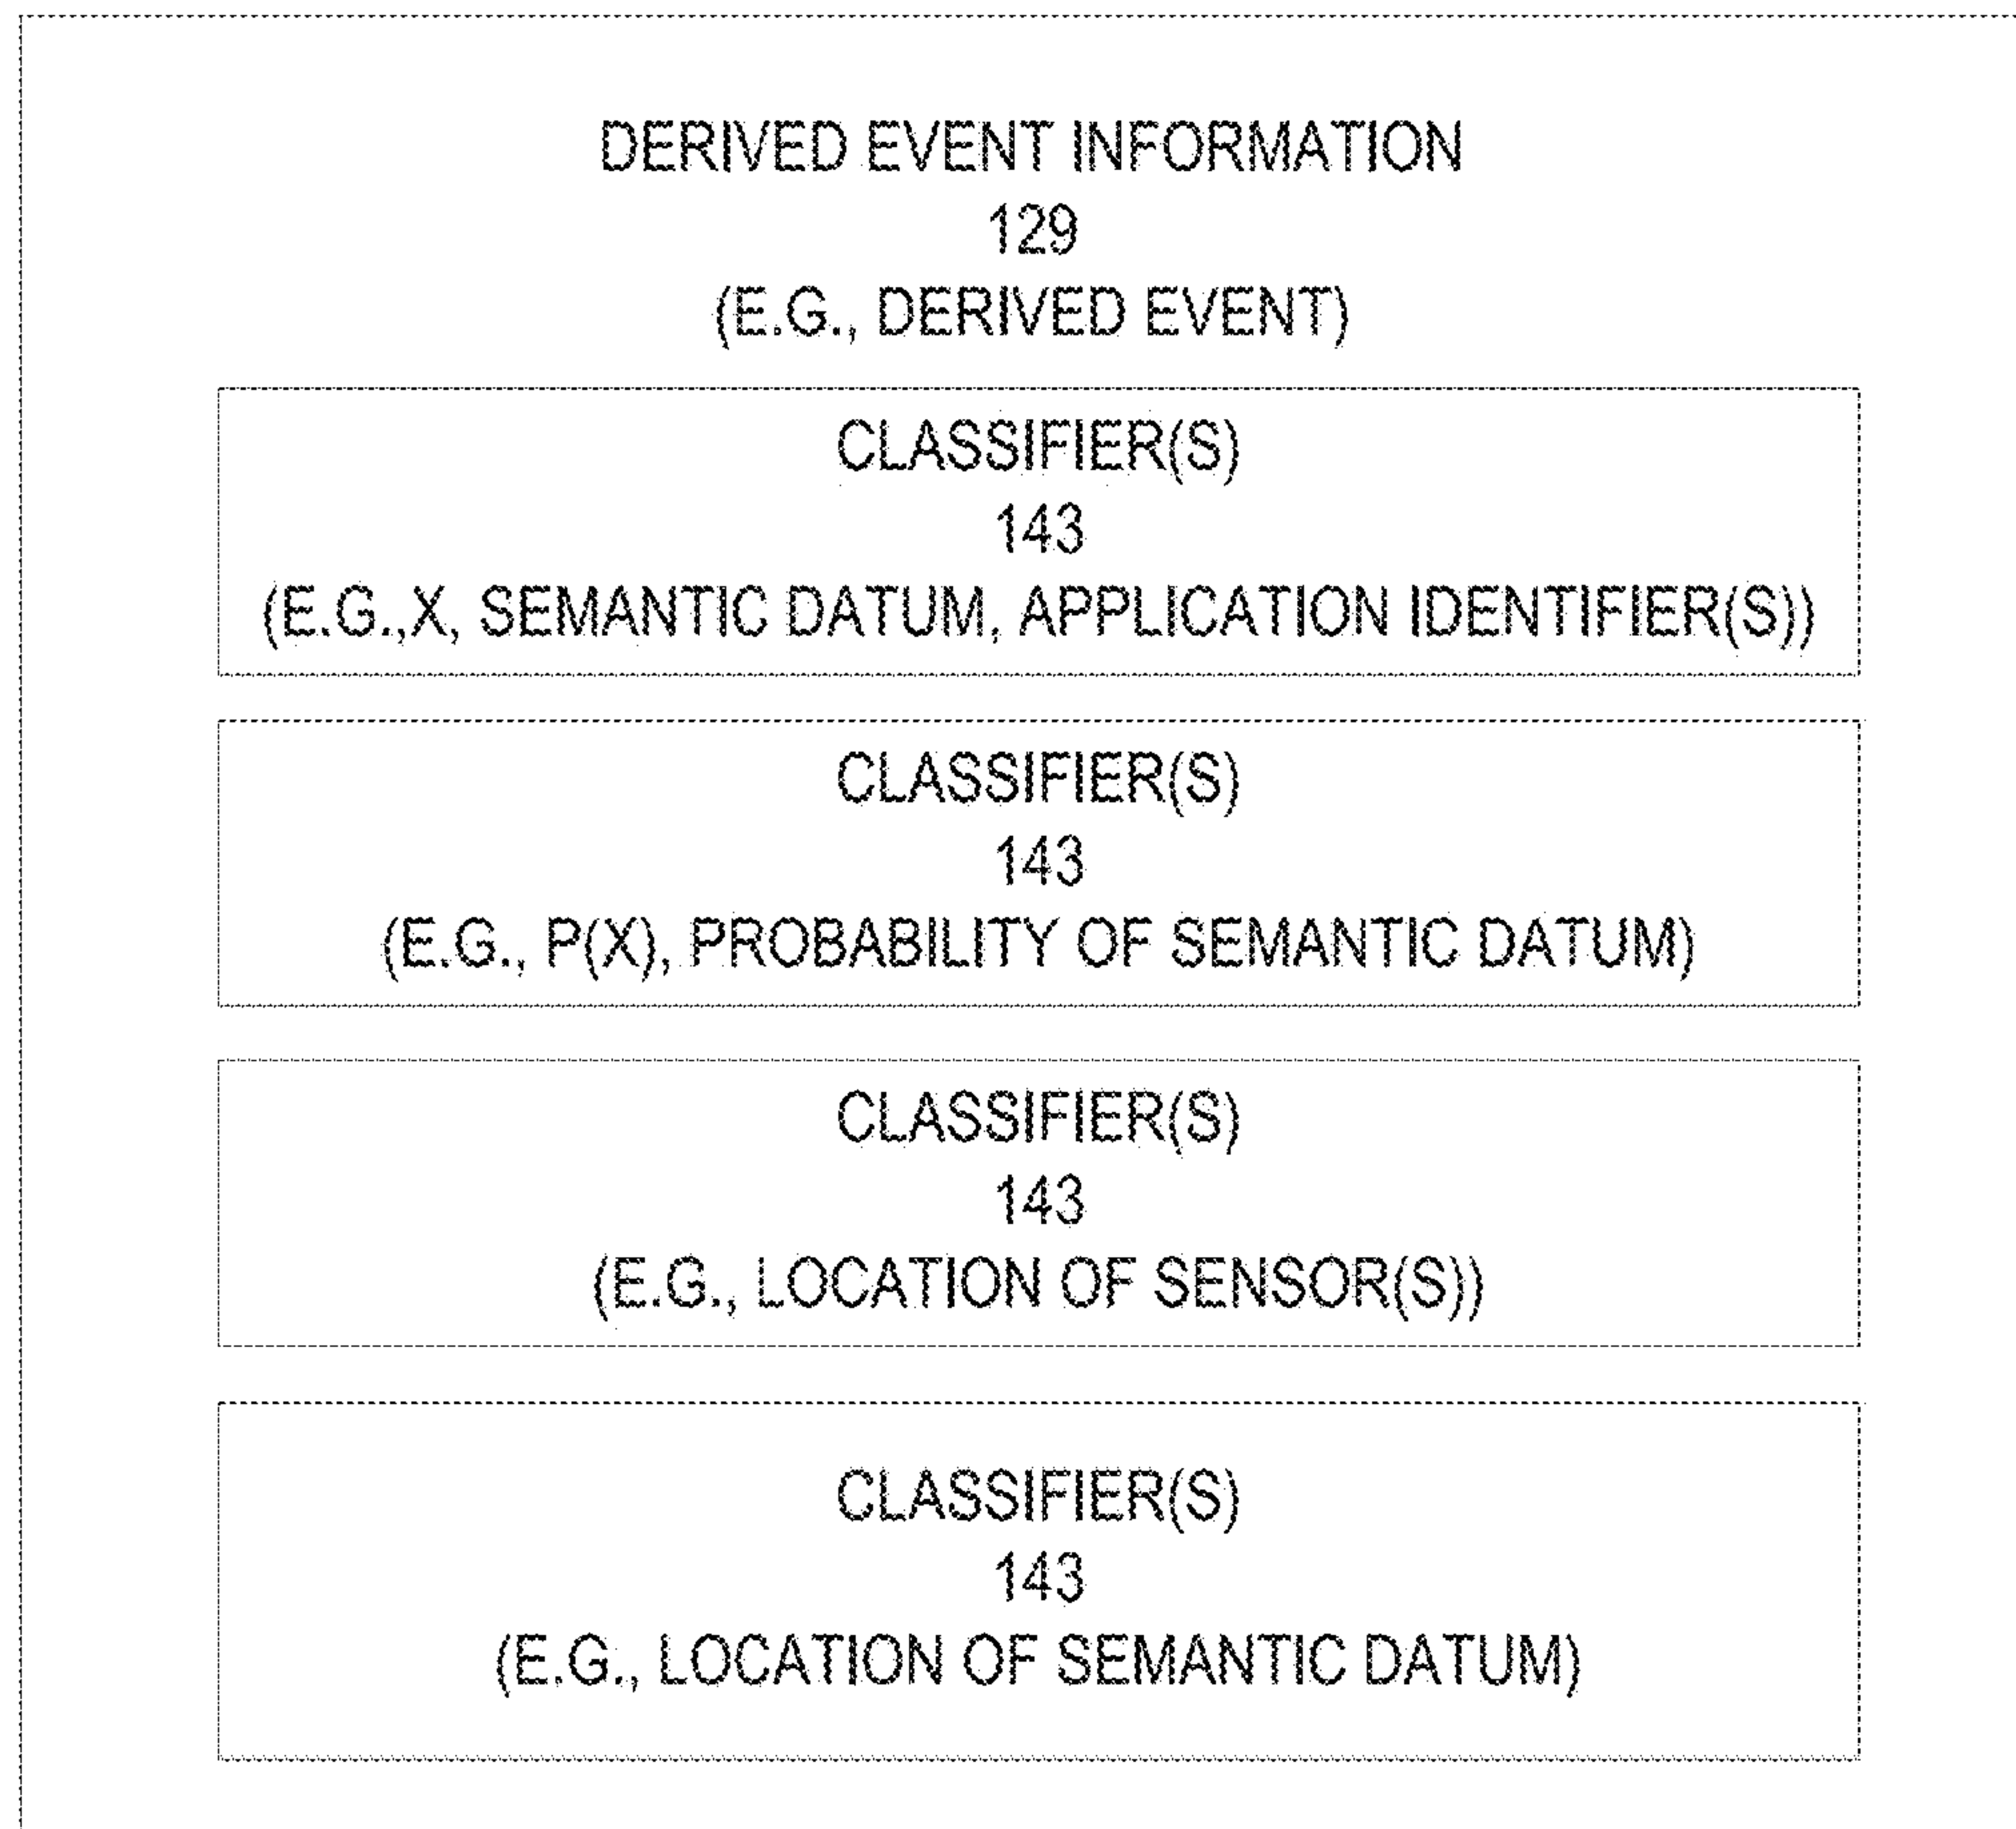 DERIVED EVENT INFORMATION
129
(E.G., DERIVED EVENT)
CLASSIFIER(S)
143
(E.G.,X, SEMANTIC DATUM, APPLICATION IDENTIFIER(S))
CLASSIFIER(S)
143
(E.G., P(X), PROBABILITY OF SEMANTIC DATUM)
CLASSIFIER(S)
143
(E.G., LOCATION OF SENSOR(S))
CLASSIFIER(S)
143
(E.G., LOCATION OF SEMANTIC DATUM)